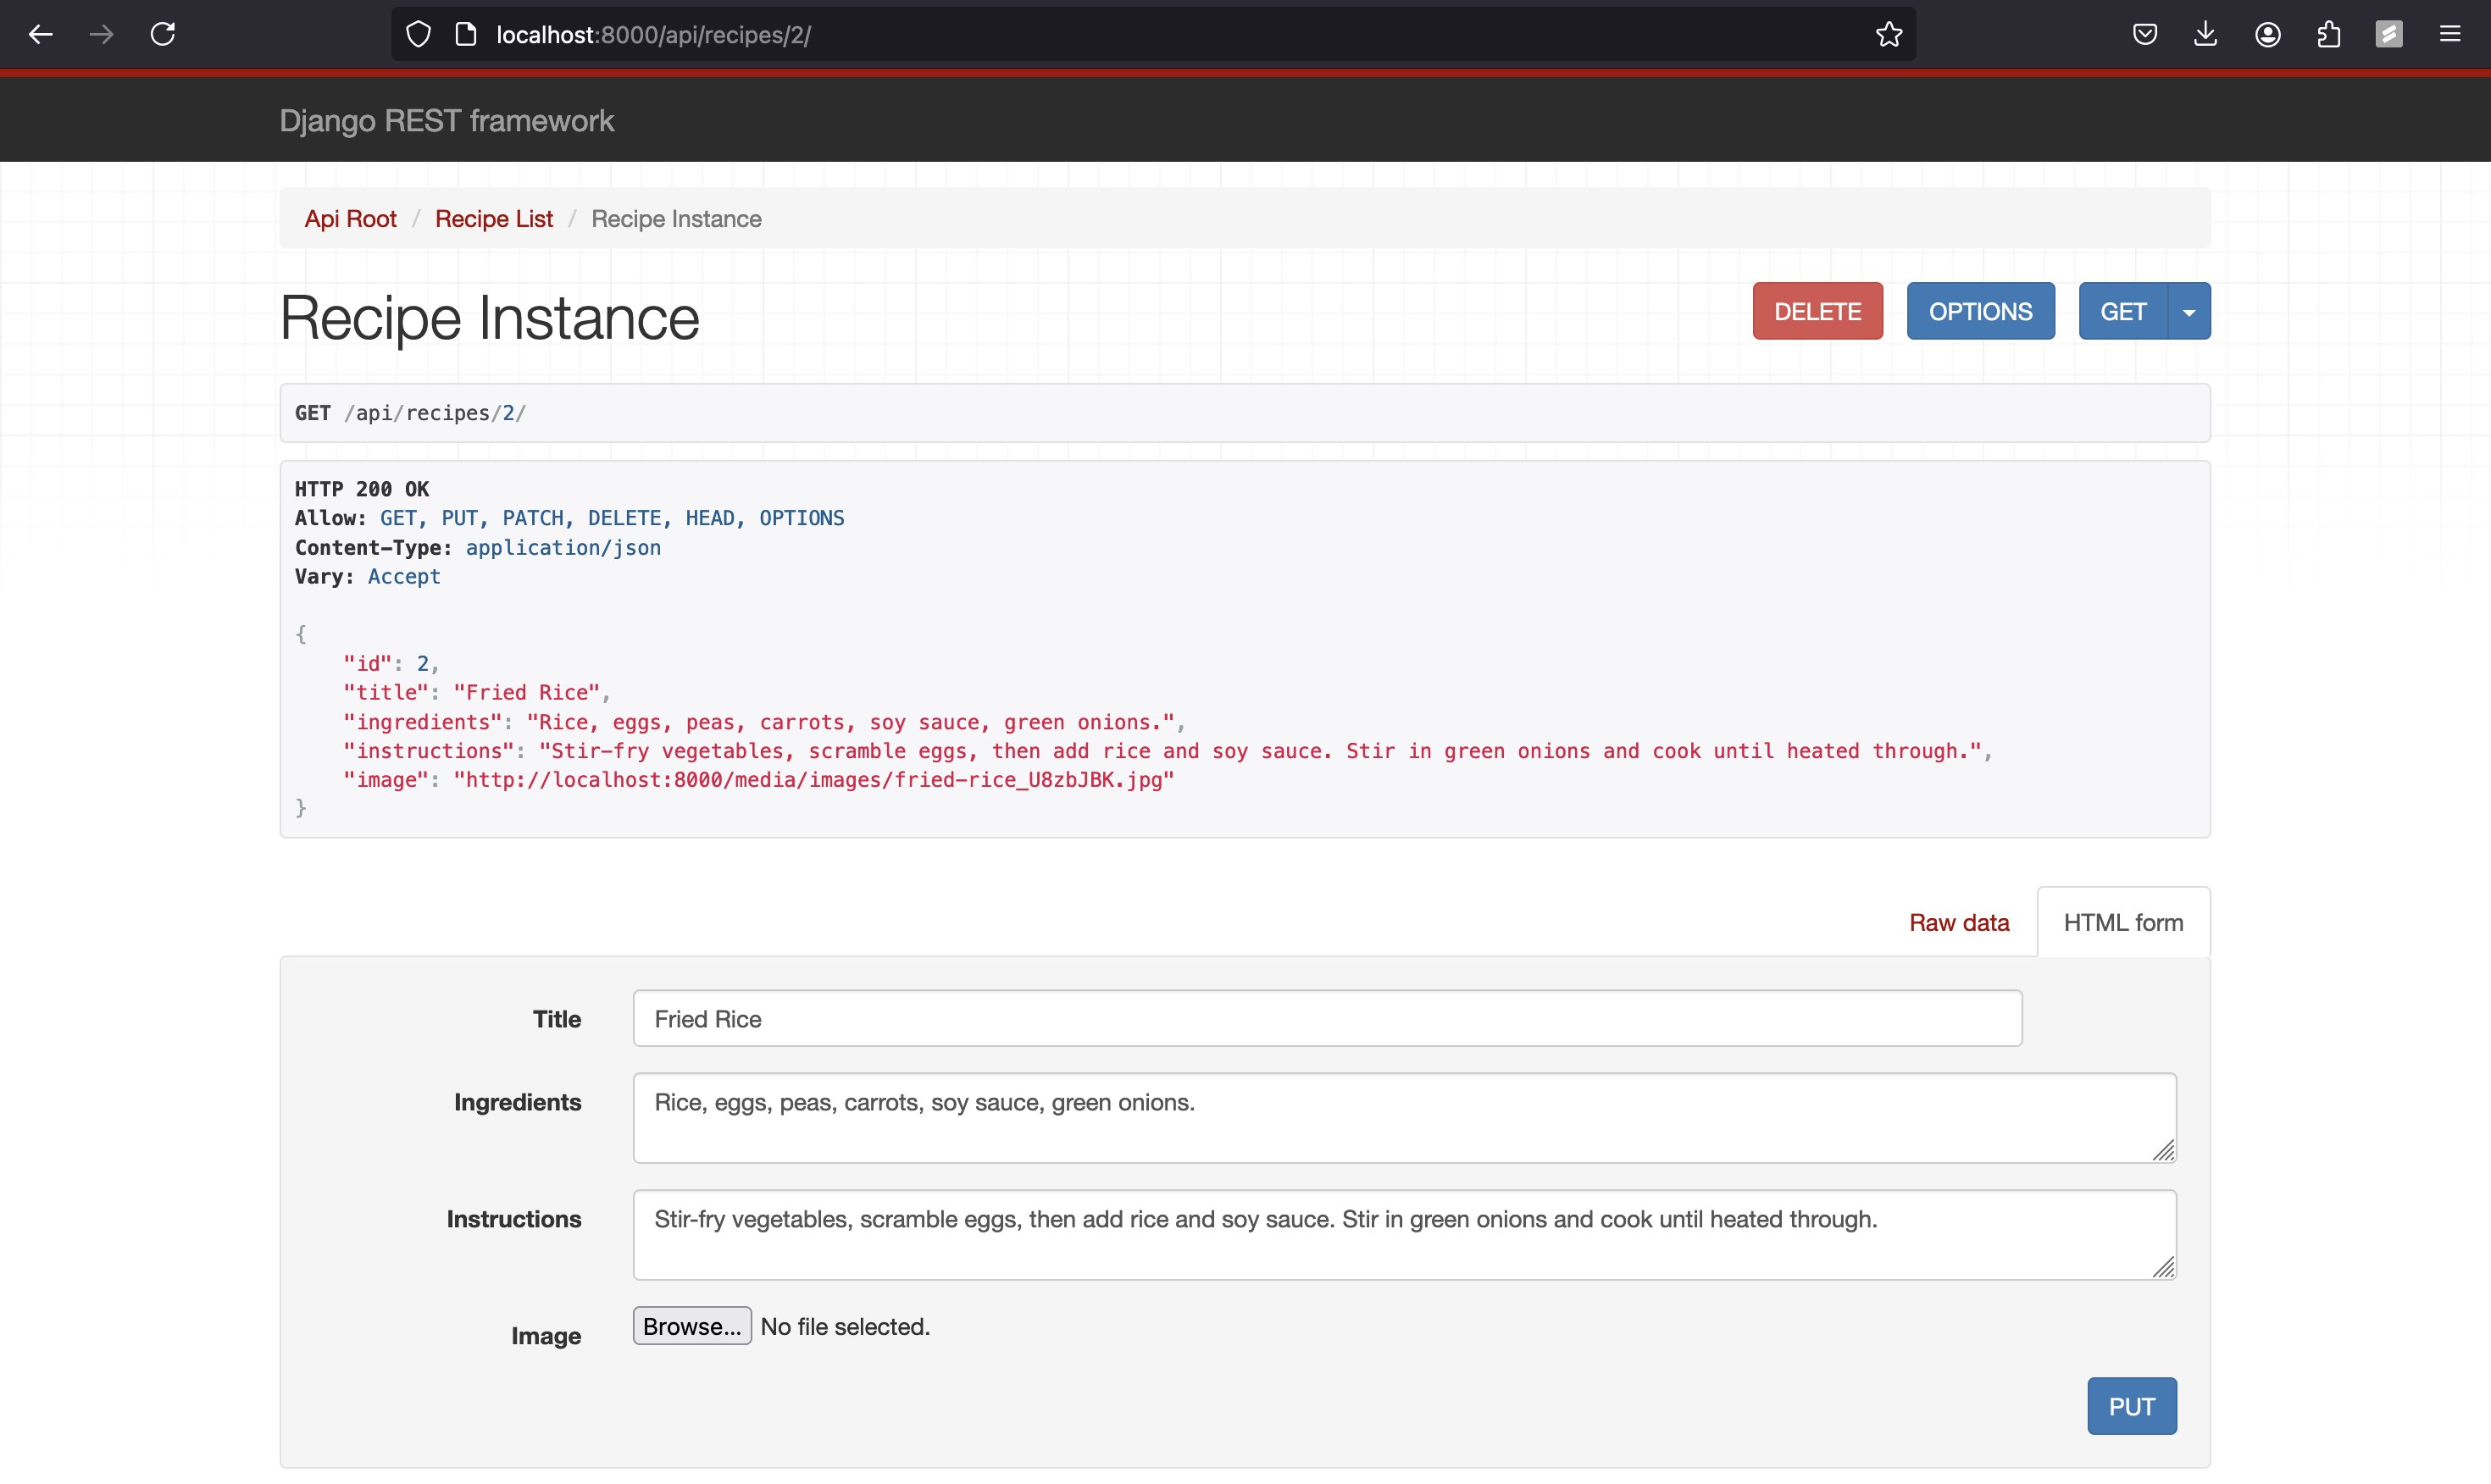 localhost:8000/api/recipes/2/
Django REST framework
Api Root / Recipe List / Recipe Instance
Recipe Instance
DELETE
OPTIONS
GET
GET /api/recipes/2/
HTTP 200 OK
Allow: GET, PUT, PATCH, DELETE, HEAD, OPTIONS
Content-Type: application/json
Vary: Accept
{
"id": 2,
"title": "Fried Rice",
"ingredients": "Rice, eggs, peas, carrots, soy sauce, green onions.",
"instructions": "Stir-fry vegetables, scramble eggs, then add rice and soy sauce. Stir in green onions and cook until heated through.",
"image": "http://localhost:8000/media/images/fried-rice_U8zbJBK.jpg"
}
Raw data
HTML form
Title
Fried Rice
Ingredients
Rice, eggs, peas, carrots, soy sauce, green onions.
Instructions
Stir-fry vegetables, scramble eggs, then add rice and soy sauce. Stir in green onions and cook until heated through.
Image
Browse... No file selected.
PUT